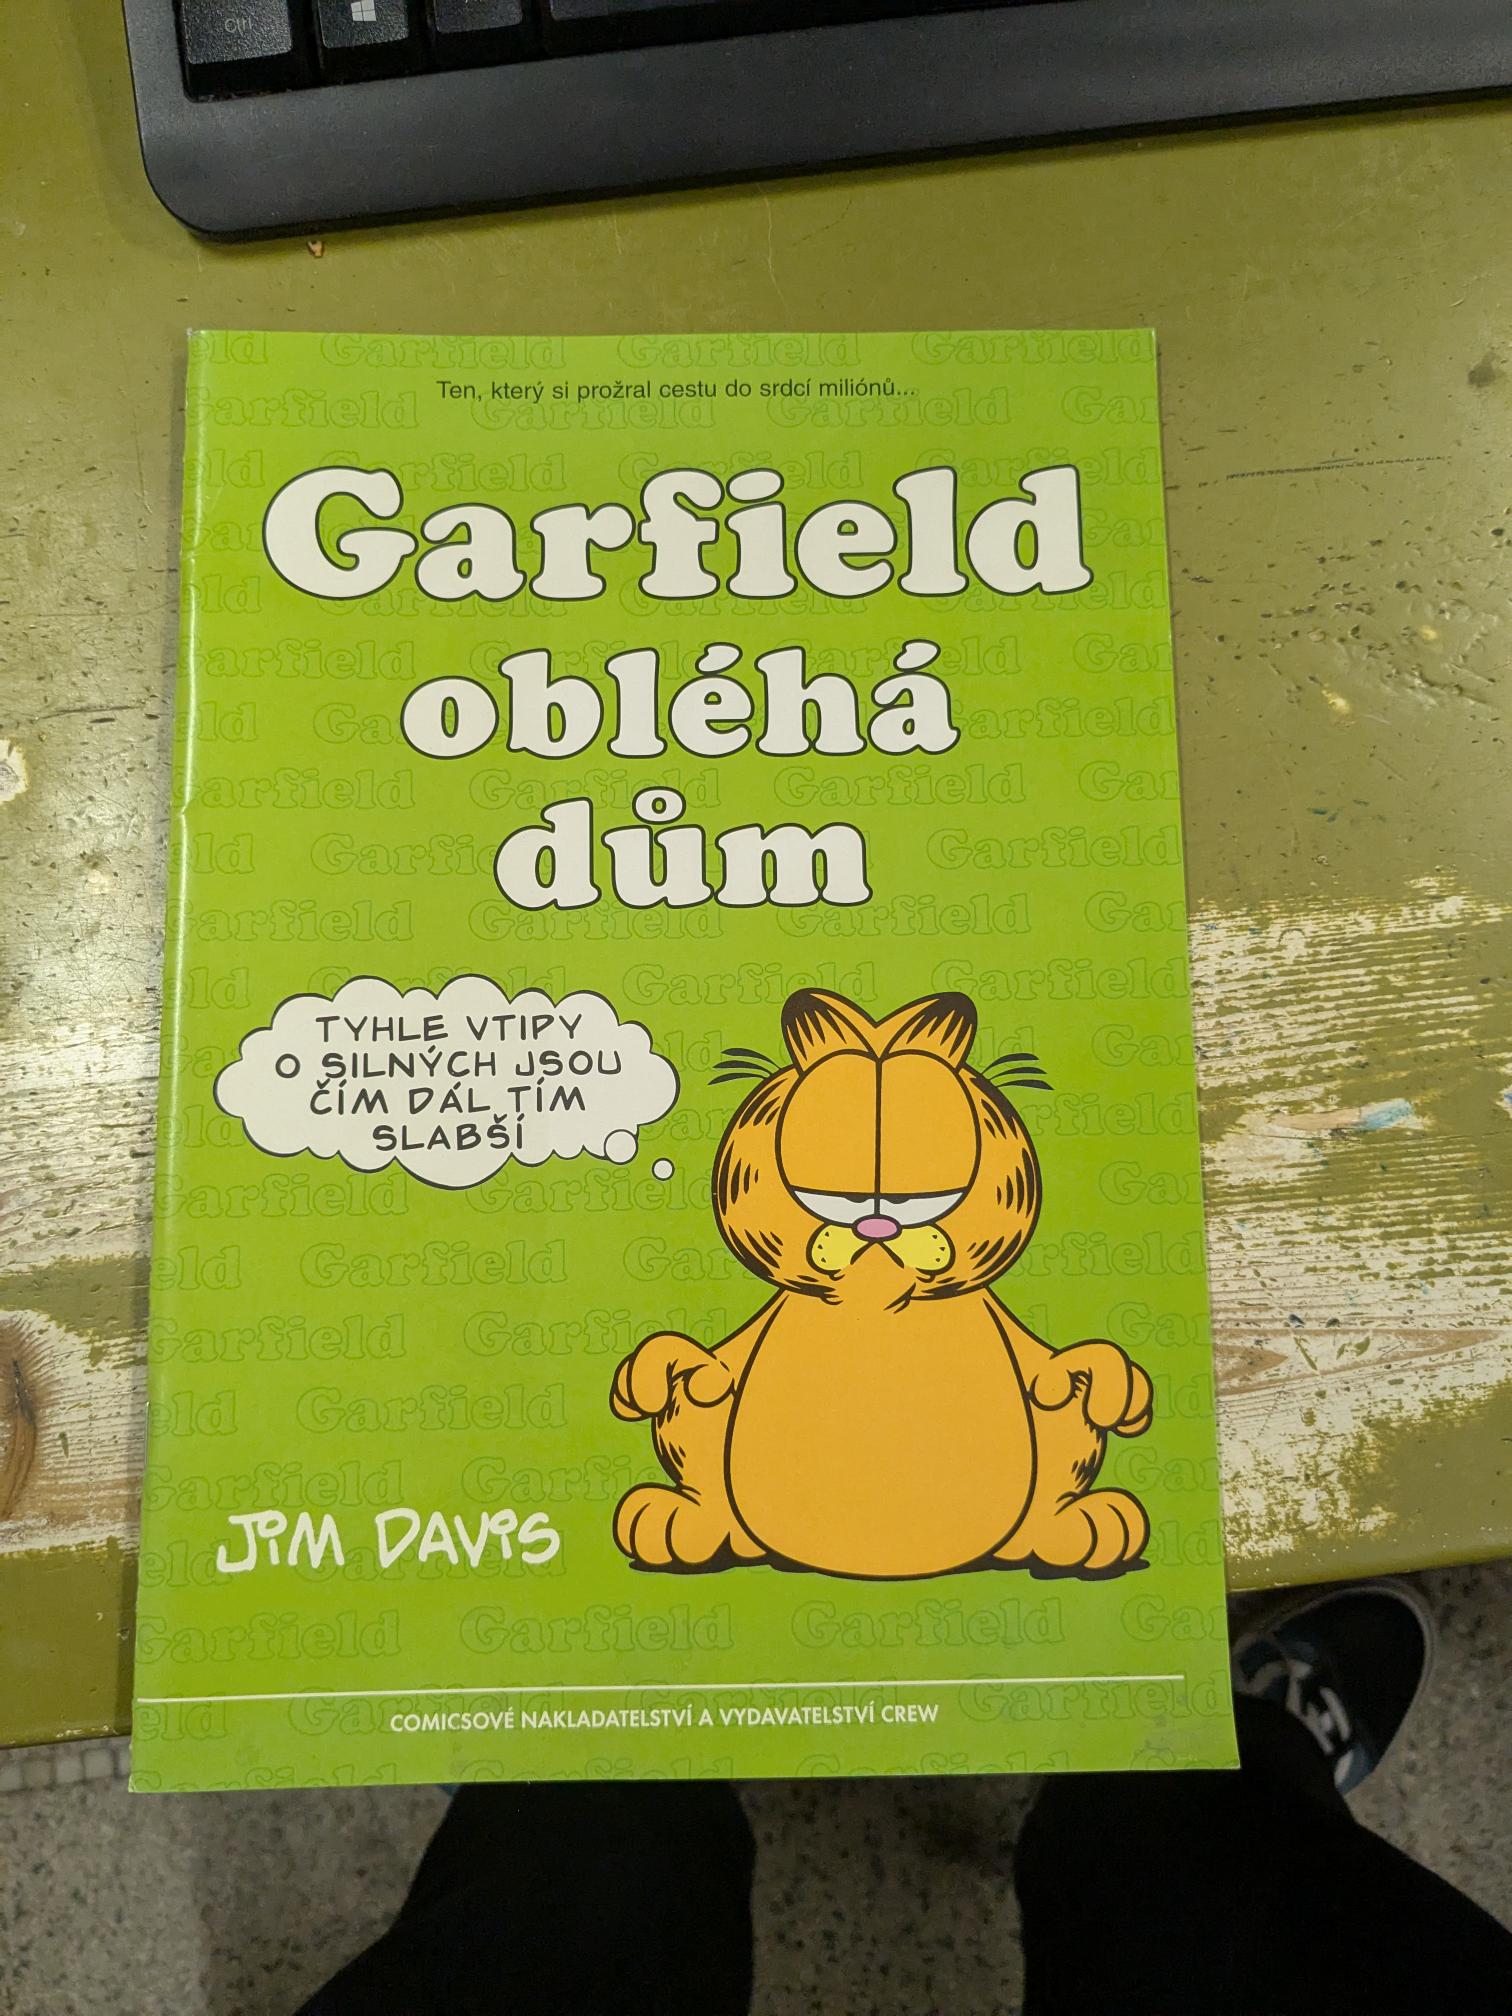 Ctrl
Ten, který si prožral cestu do srdcí miliónů...
Garfield
obléhá
dům
TYHLE VTIPY
O SILNÝCH JSOU
ČÍM DÁL TÍM
SLABŠÍ
JIM DAVIS
COMICSOVÉ NAKLADATELSTVÍ A VYDAVATELSTVÍ CREW